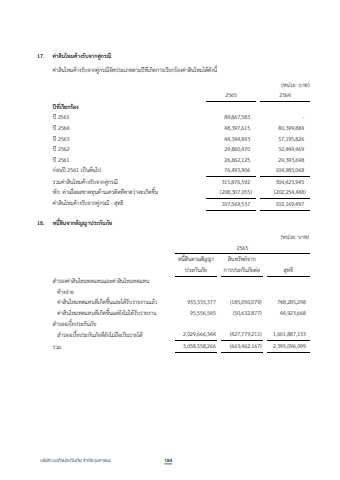 17. ค่าสินไหมค้างรับจากคู่กรณี
ค่าสินไหมค้างรับจากคู่กรณีจัดประเภทตามปีที่เกิดการเรียกร้องค่าสินไหมได้ดังนี้
(หน่วย: บาท)
2565 2564
ปีที่เรียกร้อง
ปี 2565 89,867,583 -
ปี 2564 48,397,615 80,399,884
ปี 2563 44,394,893 57,195,826
ปี 2562 29,860,470 32,449,469
ปี 2561 26,862,125 29,393,698
ก่อนปี 2561 เป็นต้นไป 76,493,906 104,985,068
รวมค่าสินไหมค้างรับจากคู่กรณี 315,876,592 304,423,945
หัก: ค่าเผื่อผลขาดทุนด้านเครดิตที่คาดว่าจะเกิดขึ้น (208,307,055) (202,254,448)
ค่าสินไหมค้างรับจากคู่กรณี - สุทธิ 107,569,537 102,169,497
18. หนี้สินจากสัญญาประกันภัย
(หน่วย: บาท)
2565
หนี้สินตามสัญญา สินทรัพย์จาก
ประกันภัย การประกันภัยต่อ สุทธิ
สำรองค่าสินไหมทดแทนและค่าสินไหมทดแทน
ค้างจ่าย
ค่าสินไหมทดแทนที่เกิดขึ้นและได้รับรายงานแล้ว 933,335,377 (185,050,079) 748,285,298
ค่าสินไหมทดแทนที่เกิดขึ้นแต่ยังไม่ได้รับรายงาน 95,556,545 (50,632,877) 44,923,668
สำรองเบี้ยประกันภัย
สำรองเบี้ยประกันภัยที่ยังไม่ถือเป็นรายได้ 2,029,666,344 (427,779,211) 1,601,887,133
รวม 3,058,558,266 (663,462,167) 2,395,096,099
บริษัท นวกิจประกันภัย จำกัด (มหาชน) 184